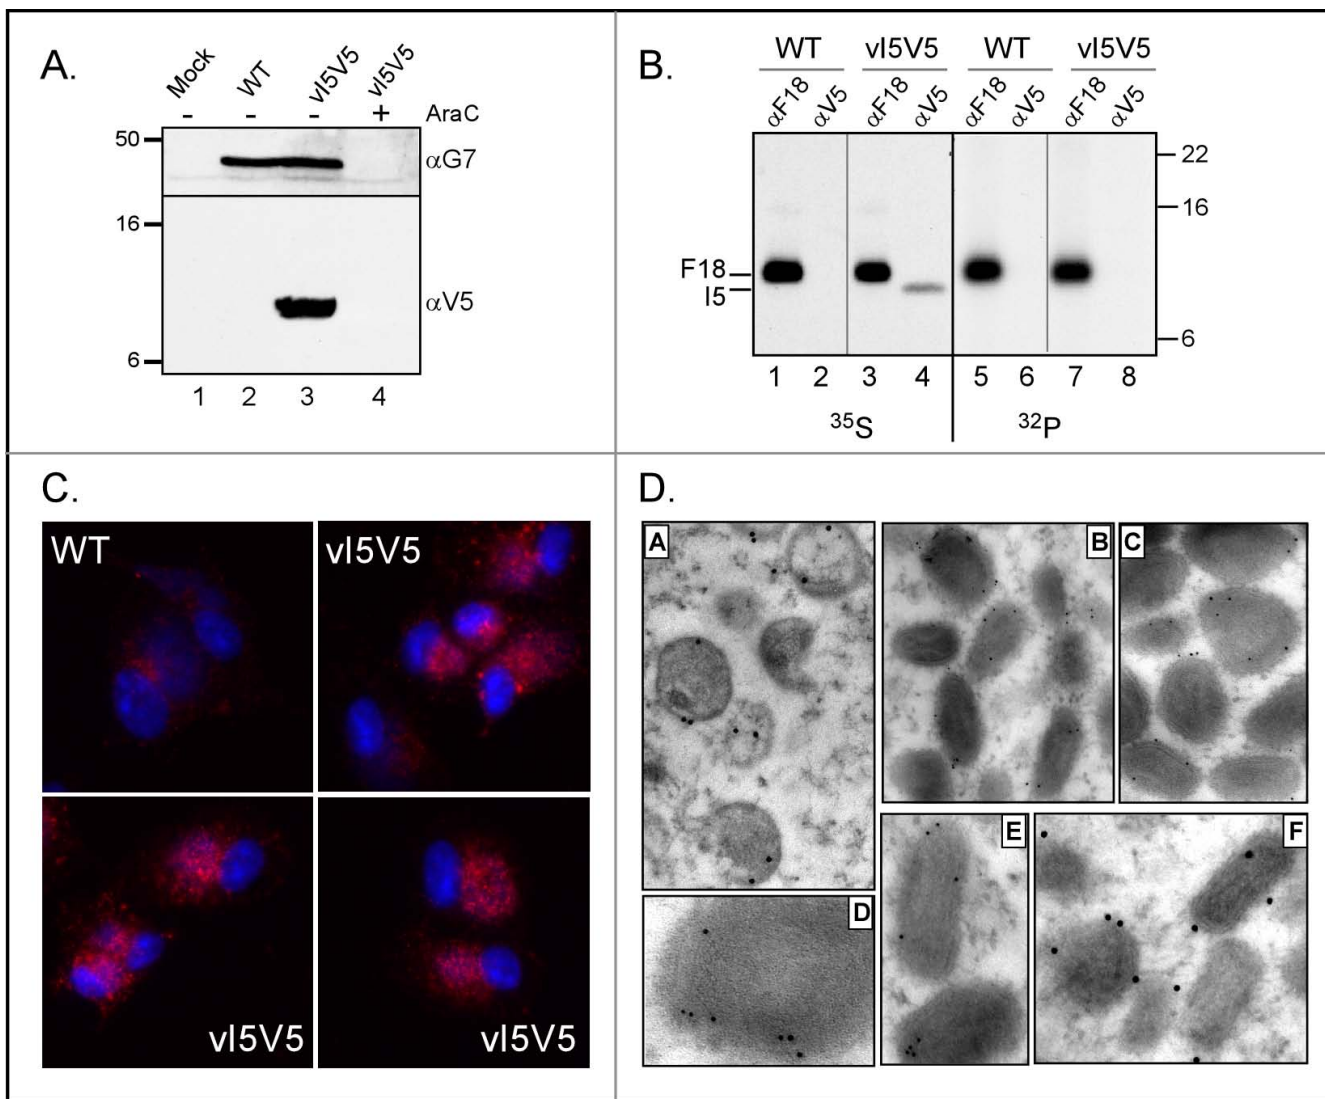 A.
Mock
WT
vI5V5
vI5V5
- - - + AraC
50
αG7
16
αV5
6
1 2 3 4
B.
WT vI5V5 WT vI5V5
αF18 αV5 αF18 αV5 αF18 αV5 αF18 αV5
22
16
F18
I5
6
1 2 3 4 5 6 7 8
³⁵S ³²P
C.
WT vI5V5
vI5V5 vI5V5
D.
A B C
D E F